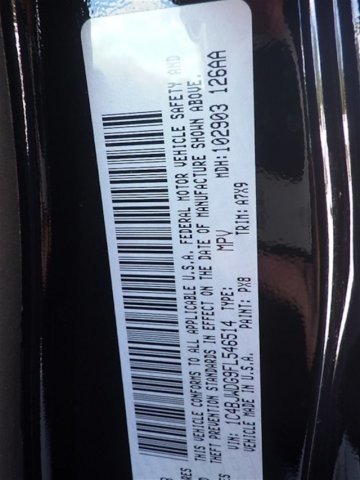 THIS VEHICLE CONFORMS TO ALL APPLICABLE U.S.A. FEDERAL MOTOR VEHICLE SAFETY AND
THEFT PREVENTION STANDARDS IN EFFECT ON THE DATE OF MANUFACTURE SHOWN ABOVE.
VIN: 1C4BJWDG9FL546514 TYPE: MPV MDH: 102903 126AA
VEHICLE MADE IN U.S.A. PAINT: PX8 TRIM: A7X9